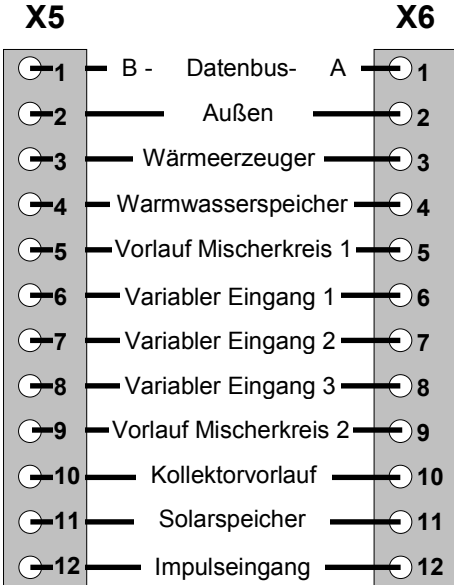 X5 X6
1 B - Datenbus- A 1
2 Außen 2
3 Wärmeerzeuger 3
4 Warmwasserspeicher 4
5 Vorlauf Mischerkreis 1 5
6 Variabler Eingang 1 6
7 Variabler Eingang 2 7
8 Variabler Eingang 3 8
9 Vorlauf Mischerkreis 2 9
10 Kollektorvorlauf 10
11 Solarspeicher 11
12 Impulseingang 12